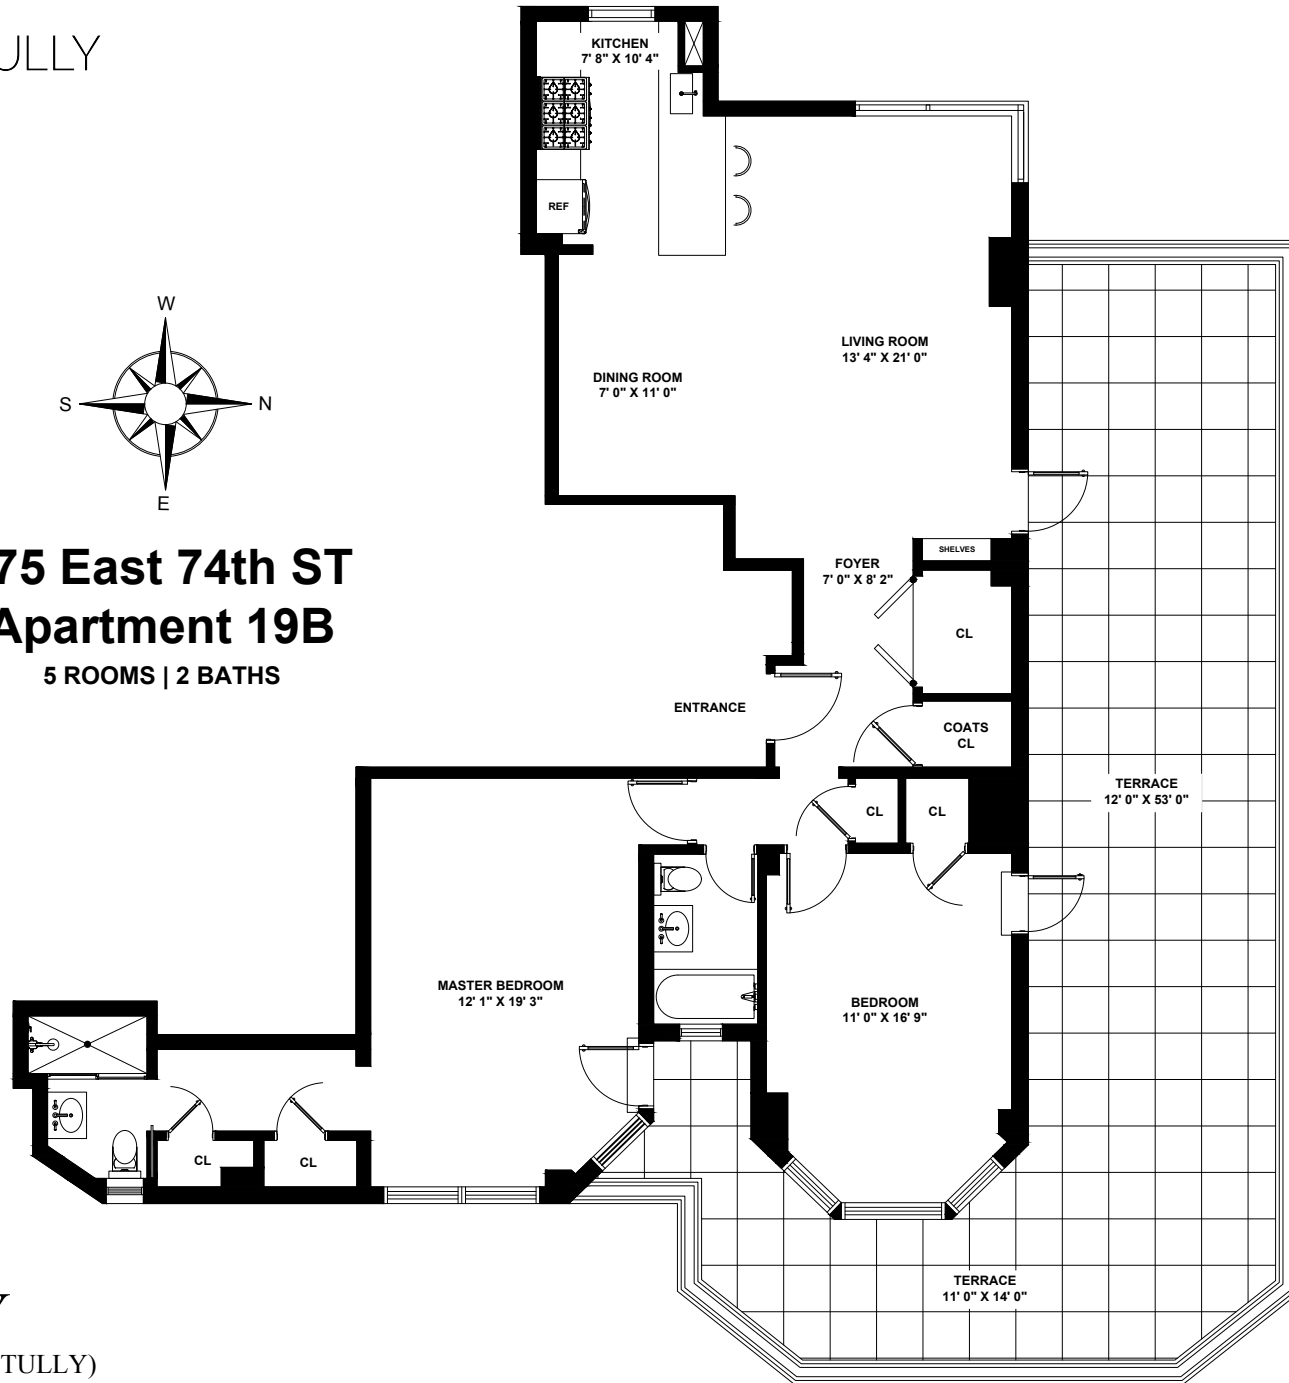 ULLY
KITCHEN
7' 8" X 10' 4"
REF
LIVING ROOM
13' 4" X 21' 0"
DINING ROOM
7' 0" X 11' 0"
W
S
N
E
75 East 74th ST
Apartment 19B
5 ROOMS | 2 BATHS
SHELVES
FOYER
7' 0" X 8' 2"
CL
ENTRANCE
COATS
CL
TERRACE
12' 0" X 53' 0"
CL
CL
MASTER BEDROOM
12' 1" X 19' 3"
BEDROOM
11' 0" X 16' 9"
CL
CL
TERRACE
11' 0" X 14' 0"
Y
TULLY)